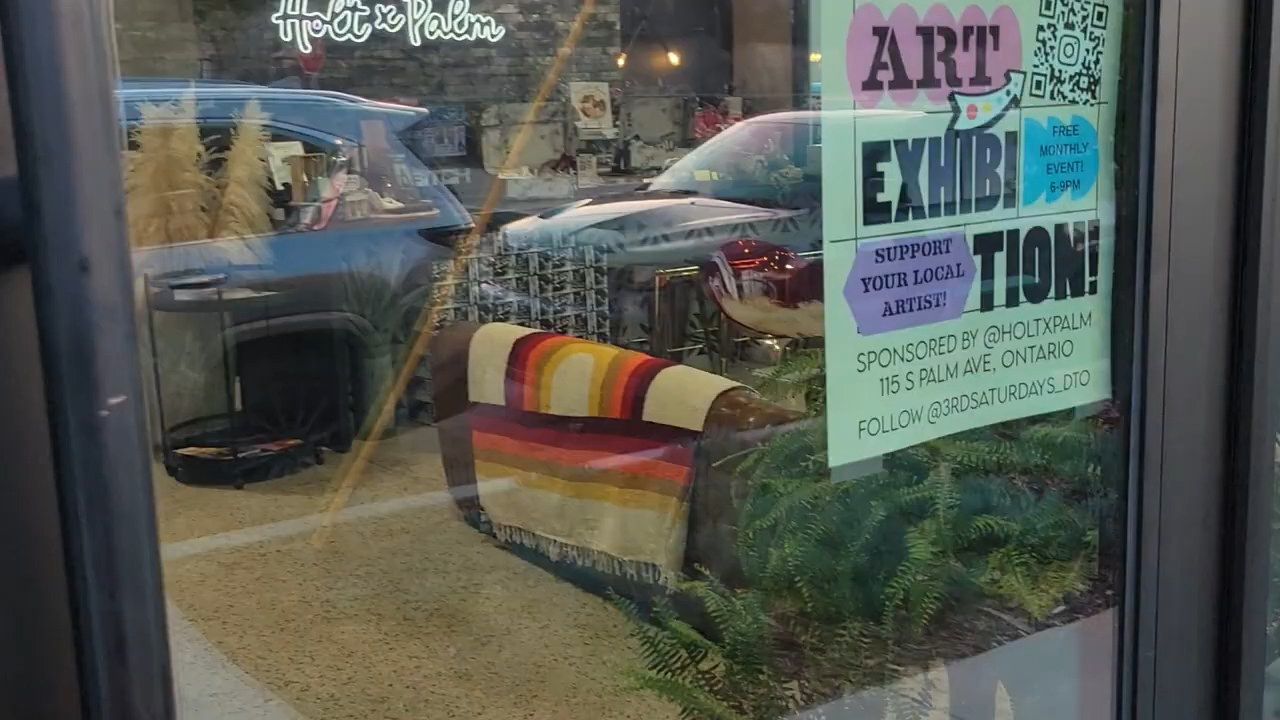 Holt x Palm
ART
EXHIBI
TION!
FREE
MONTHLY
EVENT!
6-9PM
SUPPORT
YOUR LOCAL
ARTIST!
SPONSORED BY @HOLTXPALM
115 S PALM AVE, ONTARIO
FOLLOW @3RDSATURDAYS_DTO